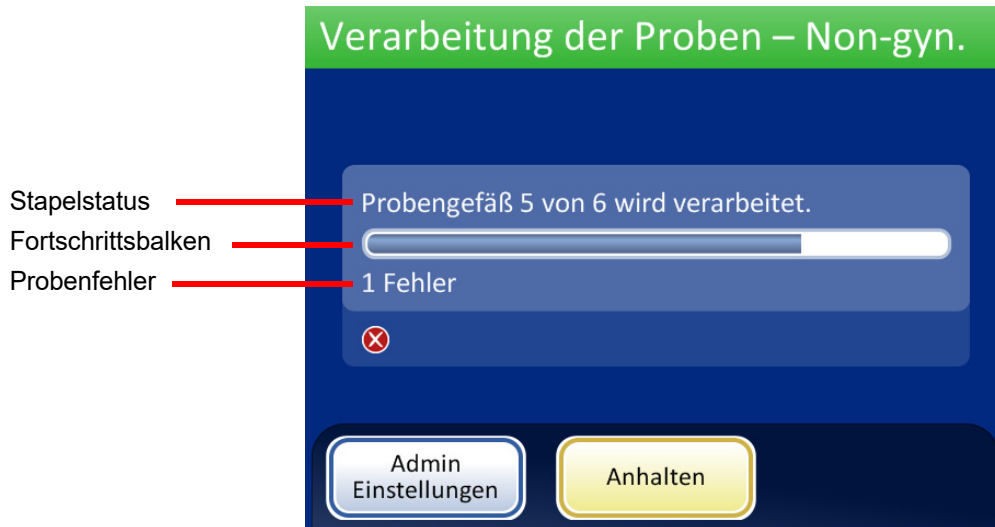 Verarbeitung der Proben – Non-gyn.
Stapelstatus
Probengefäß 5 von 6 wird verarbeitet.
Fortschrittsbalken
Probenfehler
1 Fehler
Admin
Einstellungen
Anhalten